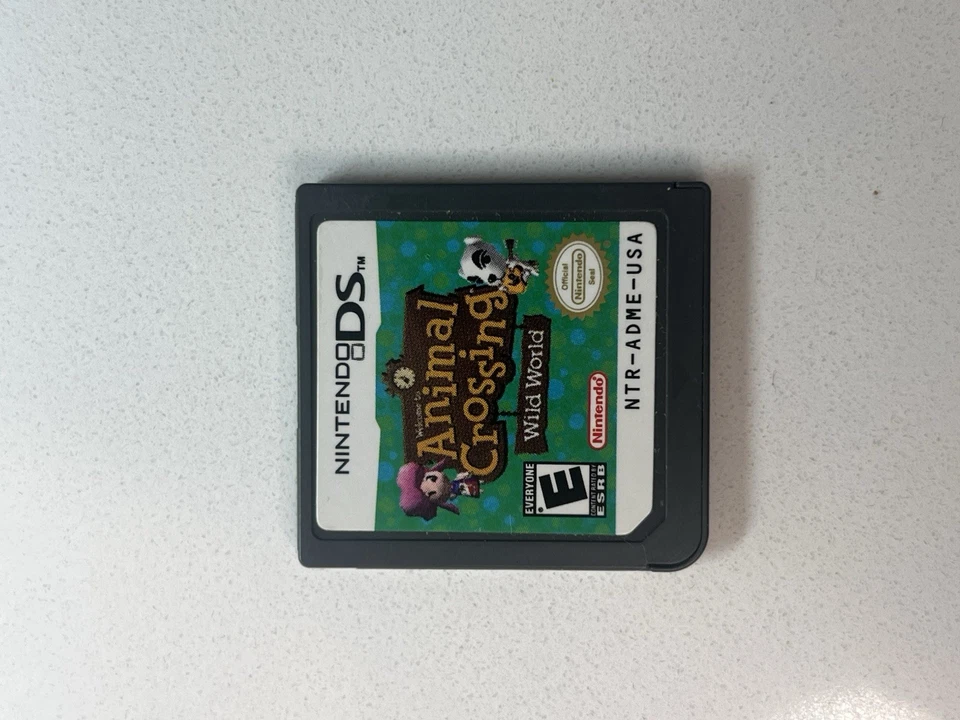 NINTENDO DS™
Welcome to
Animal
Crossing
Wild World
Official
Nintendo
Seal
EVERYONE
E
CONTENT RATED BY
ESRB
Nintendo®
NTR-ADME-USA